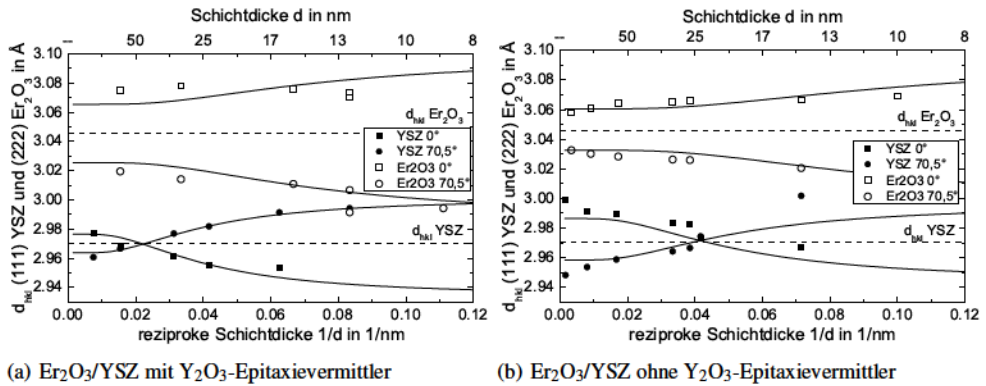 (a)
Schichtdicke d in nm
-- 50 25 17 13 10 8
3.10
3.08
3.06
3.04
3.02
3.00
2.98
2.96
2.94
d_hkl (111) YSZ und (222) Er₂O₃ in Å
d_hkl Er₂O₃
YSZ 0°
YSZ 70,5°
Er2O3 0°
Er2O3 70,5°
d_hkl YSZ
0.00 0.02 0.04 0.06 0.08 0.10 0.12
reziproke Schichtdicke 1/d in 1/nm
(a) Er₂O₃/YSZ mit Y₂O₃-Epitaxievermittler
(b)
Schichtdicke d in nm
-- 50 25 17 13 10 8
3.10
3.08
3.06
3.04
3.02
3.00
2.98
2.96
2.94
d_hkl (111) YSZ und (222) Er₂O₃ in Å
d_hkl Er₂O₃
YSZ 0°
YSZ 70,5°
Er2O3 0°
Er2O3 70,5°
d_hkl YSZ
0.00 0.02 0.04 0.06 0.08 0.10 0.12
reziproke Schichtdicke 1/d in 1/nm
(b) Er₂O₃/YSZ ohne Y₂O₃-Epitaxievermittler